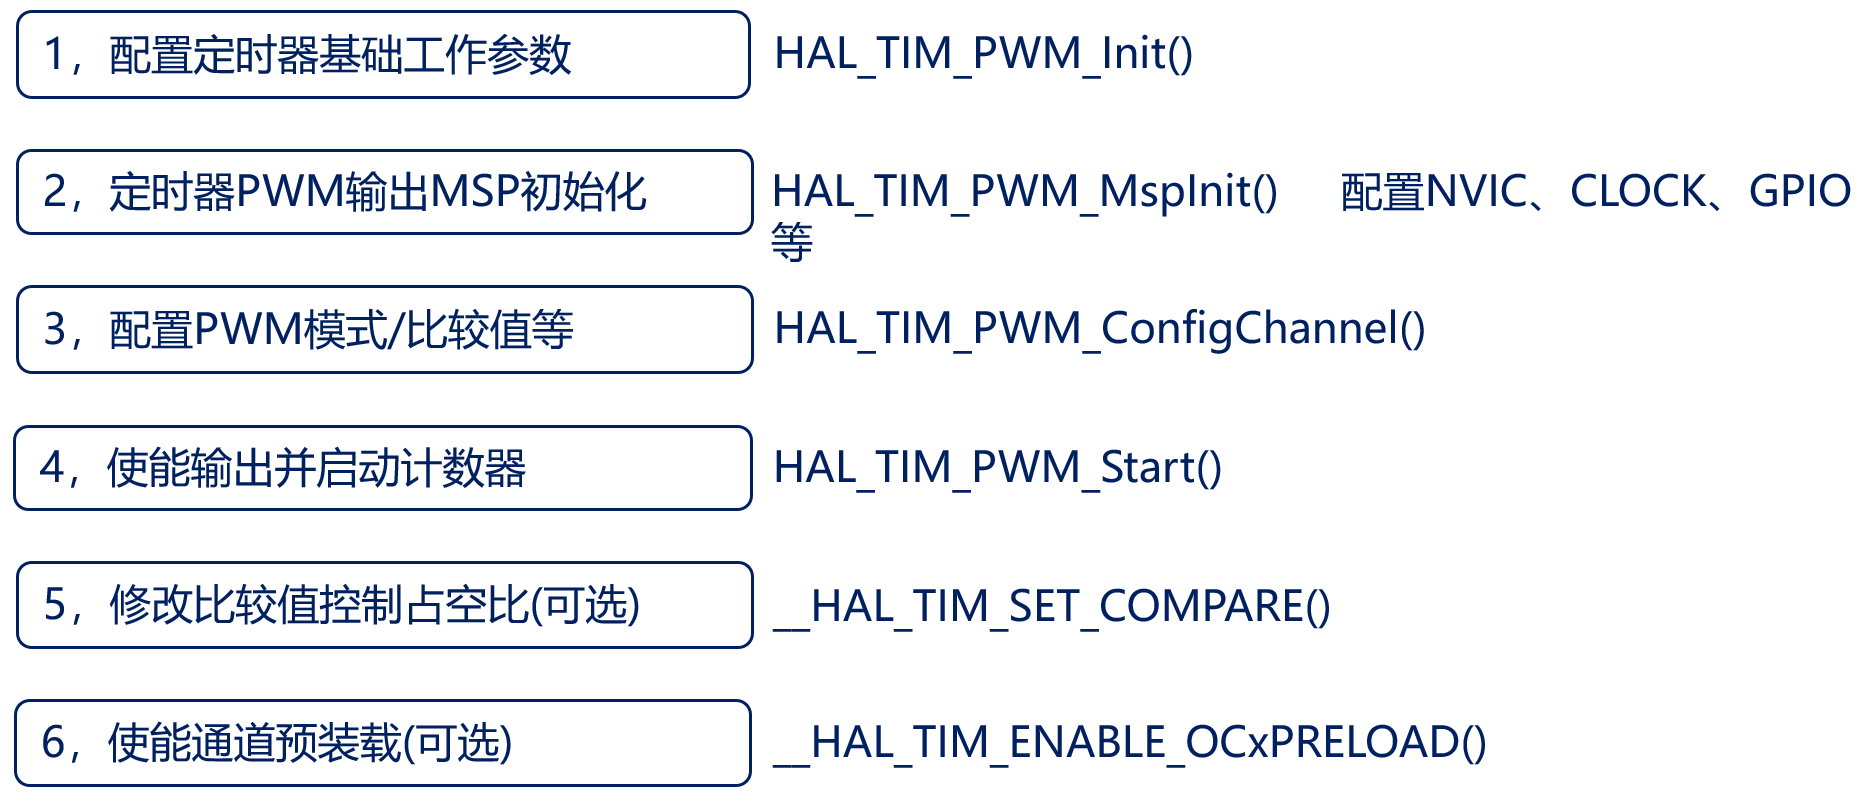 1，配置定时器基础工作参数 HAL_TIM_PWM_Init()
2，定时器PWM输出MSP初始化 HAL_TIM_PWM_MspInit() 配置NVIC、CLOCK、GPIO
等
3，配置PWM模式/比较值等 HAL_TIM_PWM_ConfigChannel()
4，使能输出并启动计数器 HAL_TIM_PWM_Start()
5，修改比较值控制占空比(可选) __HAL_TIM_SET_COMPARE()
6，使能通道预装载(可选) __HAL_TIM_ENABLE_OCxPRELOAD()